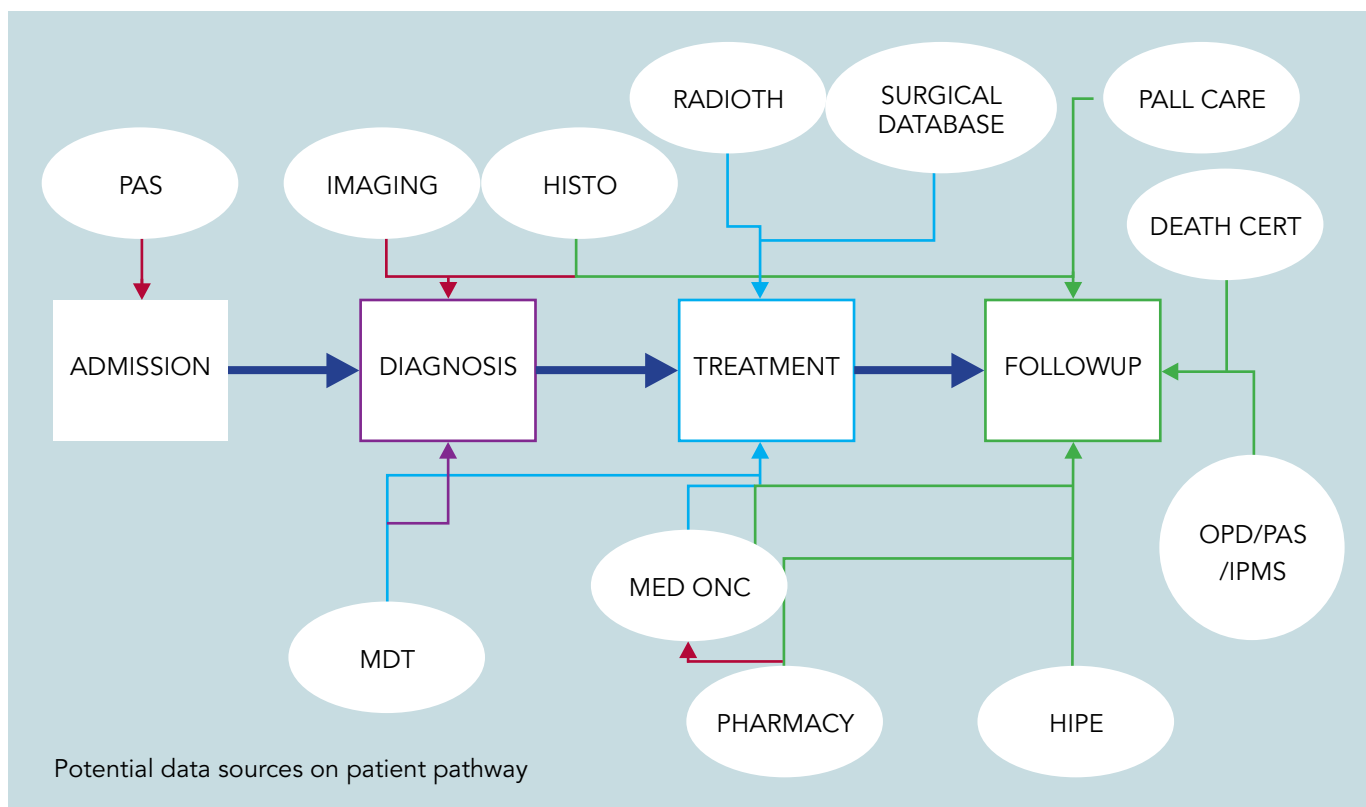 RADIOTH
SURGICAL
DATABASE
PALL CARE
PAS
IMAGING
HISTO
DEATH CERT
ADMISSION
DIAGNOSIS
TREATMENT
FOLLOWUP
OPD/PAS
/IPMS
MED ONC
MDT
PHARMACY
HIPE
Potential data sources on patient pathway